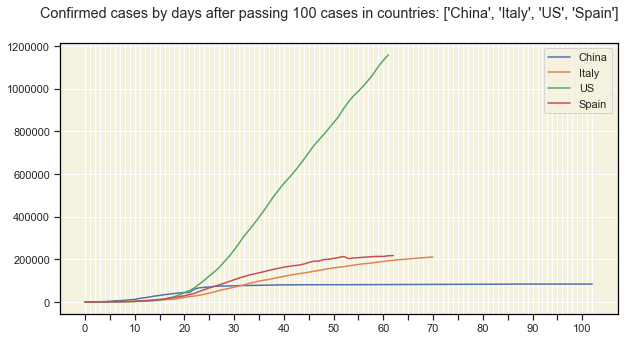 Confirmed cases by days after passing 100 cases in countries: ['China', 'Italy', 'US', 'Spain']
1200000
1000000
800000
600000
400000
200000
0
China
Italy
US
Spain
0 10 20 30 40 50 60 70 80 90 100